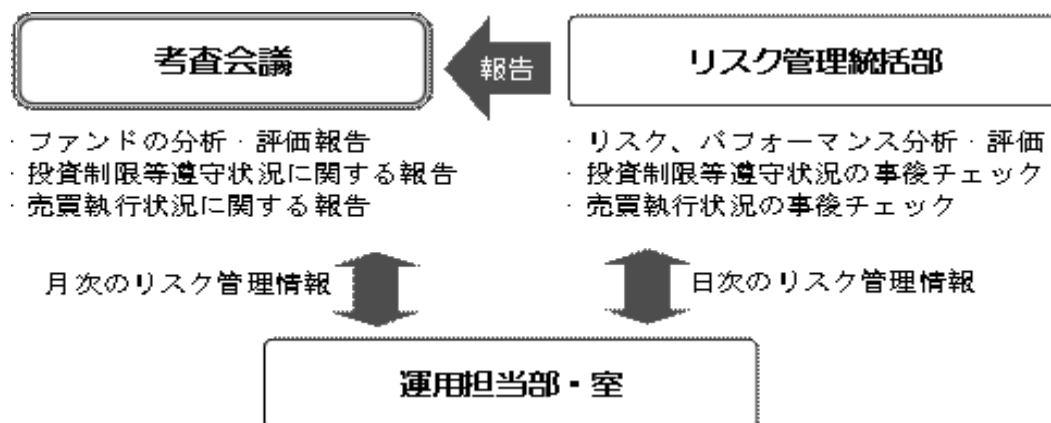 考査会議
報告
リスク管理統括部
· ファンドの分析・評価報告
· 投資制限等遵守状況に関する報告
· 売買執行状況に関する報告
· リスク、パフォーマンス分析・評価
· 投資制限等遵守状況の事後チェック
· 売買執行状況の事後チェック
月次のリスク管理情報
日次のリスク管理情報
運用担当部・室